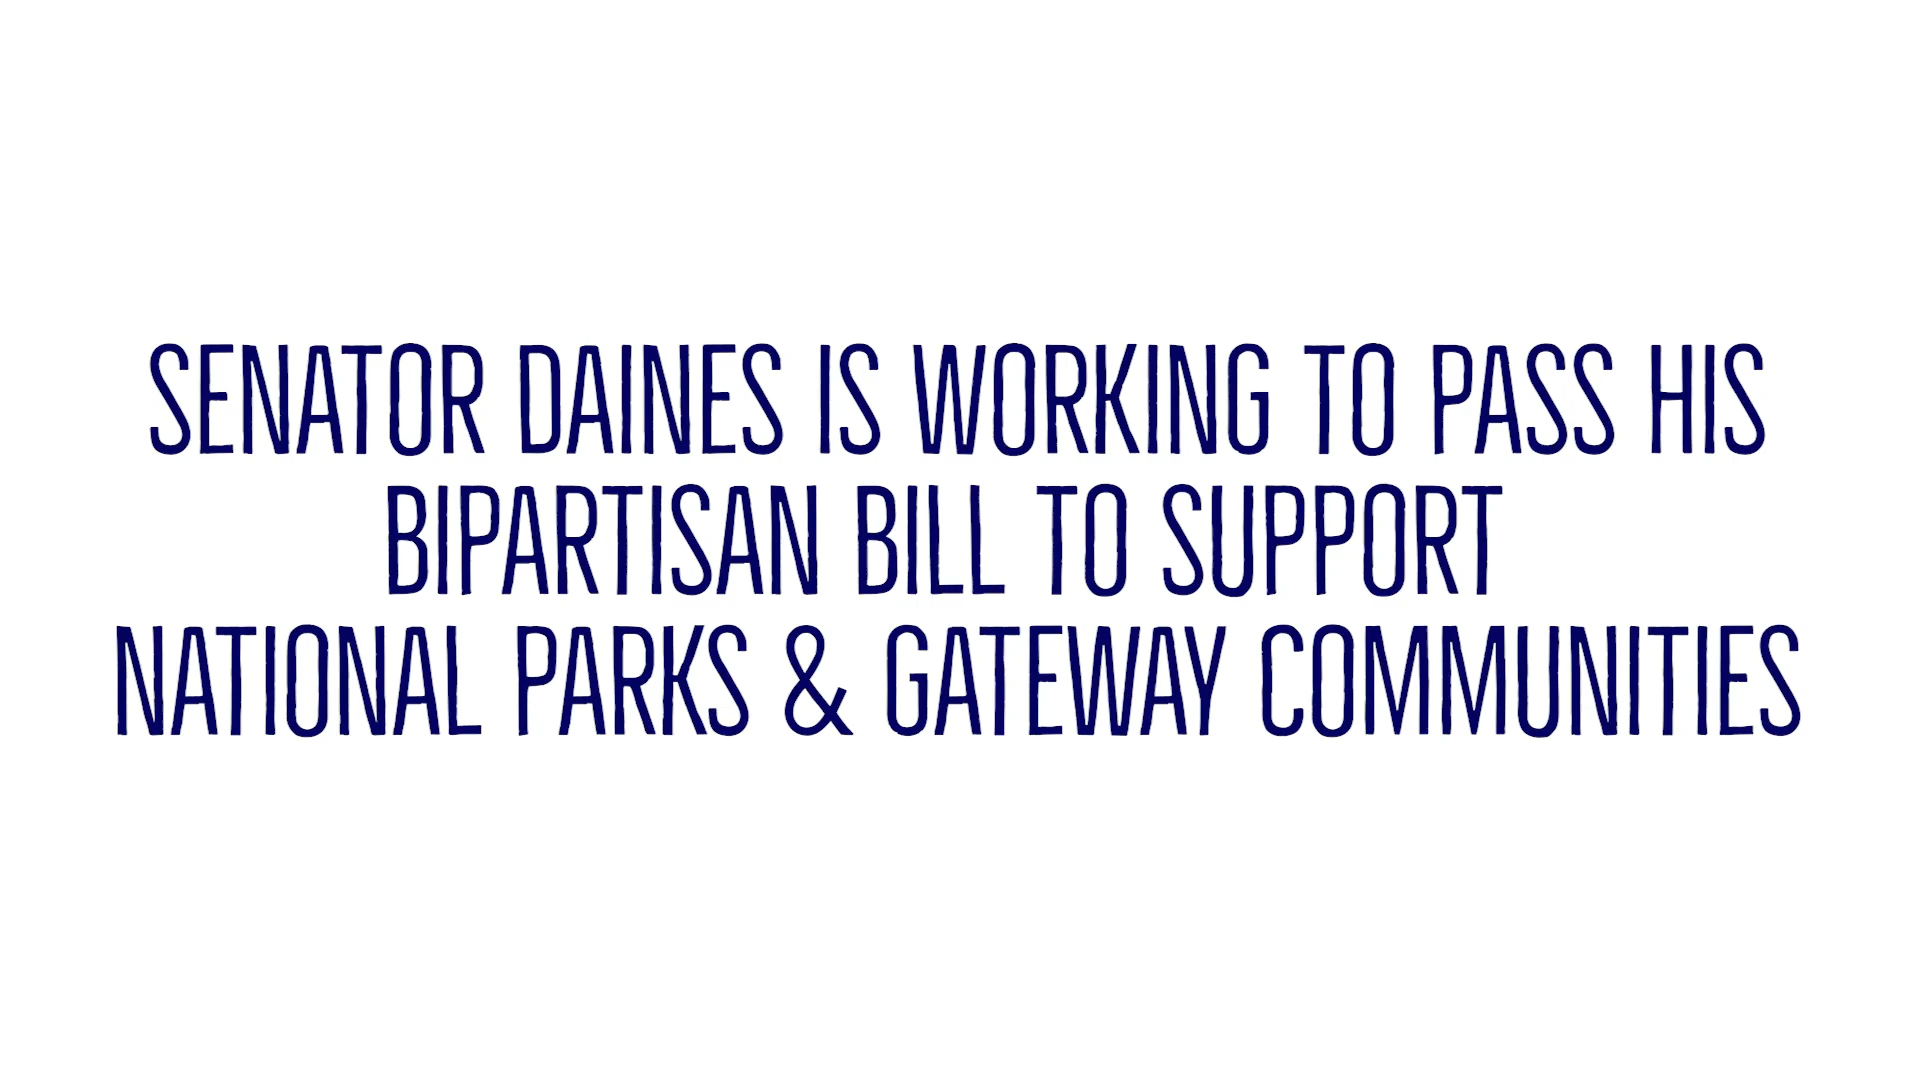 SENATOR DAINES IS WORKING TO PASS HIS
BIPARTISAN BILL TO SUPPORT
NATIONAL PARKS & GATEWAY COMMUNITIES